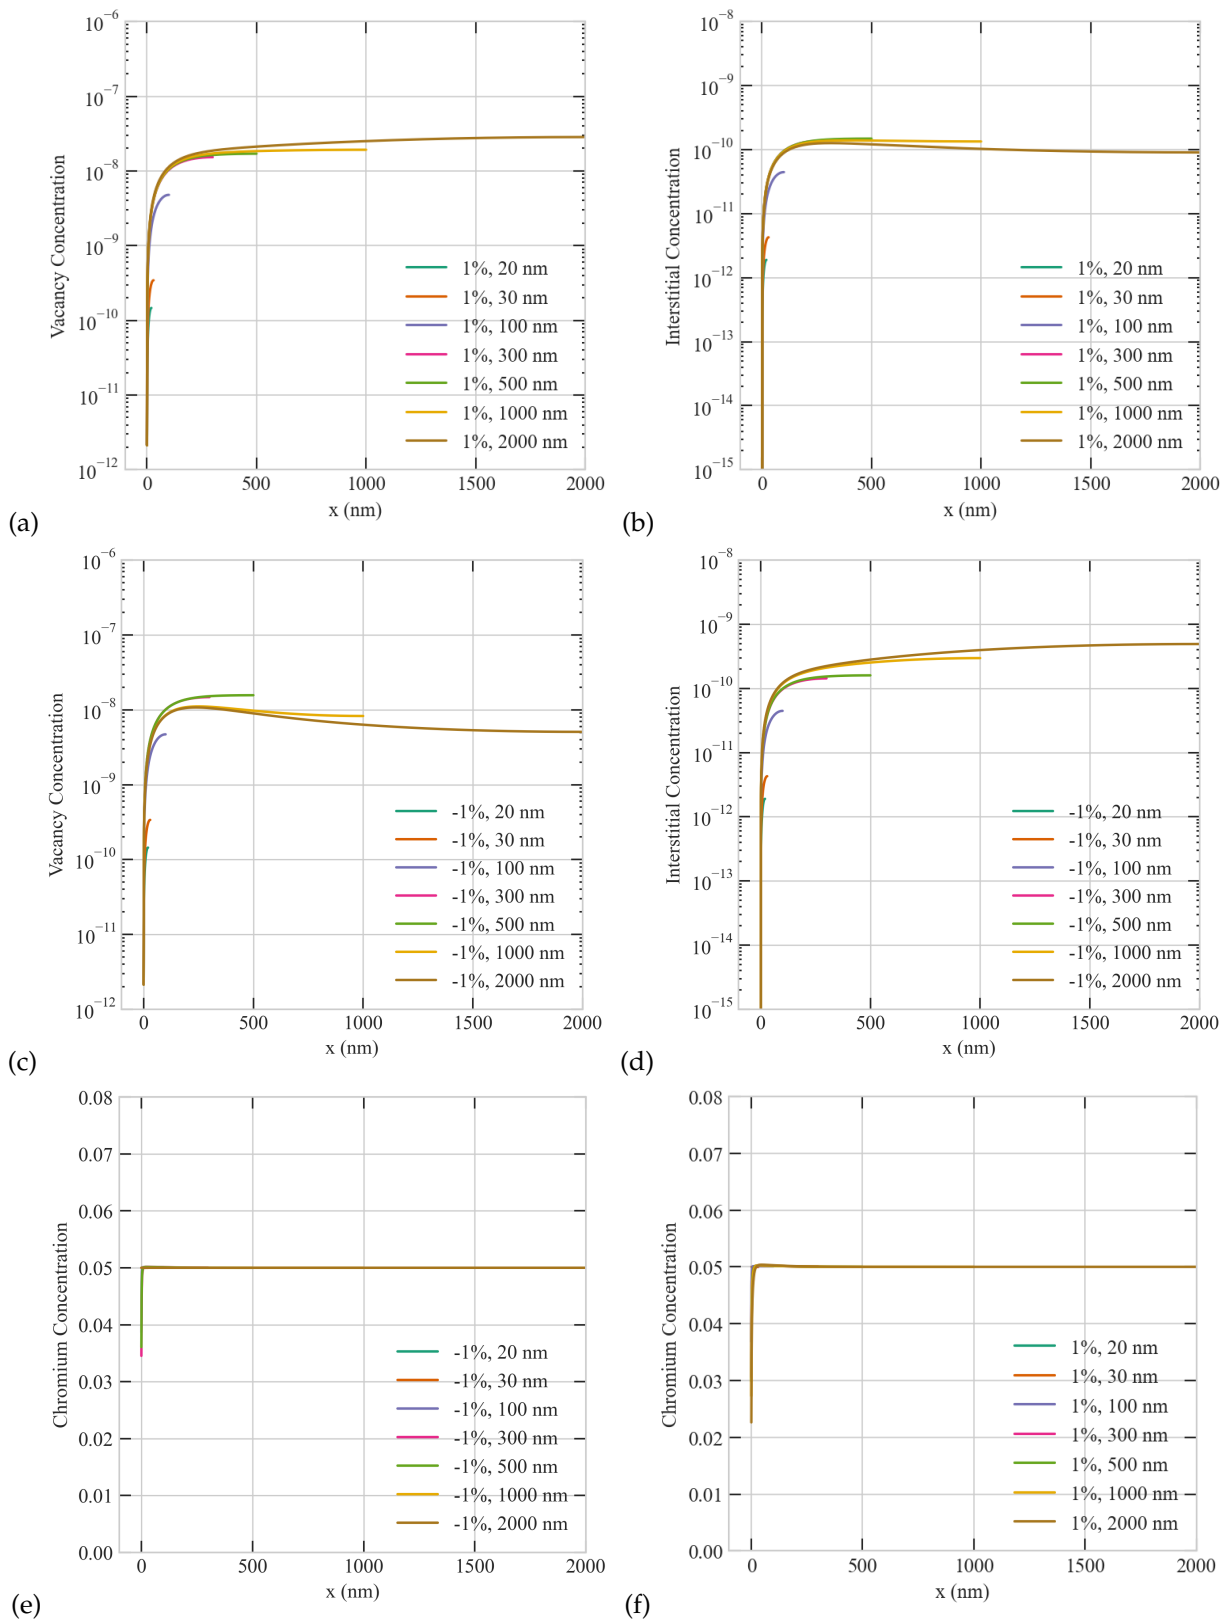 10⁻⁶
10⁻⁷
10⁻⁸
10⁻⁹
10⁻¹⁰
10⁻¹¹
10⁻¹²
Vacancy Concentration
1%, 20 nm
1%, 30 nm
1%, 100 nm
1%, 300 nm
1%, 500 nm
1%, 1000 nm
1%, 2000 nm
0 500 1000 1500 2000
x (nm)
(a)
10⁻⁸
10⁻⁹
10⁻¹⁰
10⁻¹¹
10⁻¹²
10⁻¹³
10⁻¹⁴
10⁻¹⁵
Interstitial Concentration
1%, 20 nm
1%, 30 nm
1%, 100 nm
1%, 300 nm
1%, 500 nm
1%, 1000 nm
1%, 2000 nm
0 500 1000 1500 2000
x (nm)
(b)
10⁻⁶
10⁻⁷
10⁻⁸
10⁻⁹
10⁻¹⁰
10⁻¹¹
10⁻¹²
Vacancy Concentration
-1%, 20 nm
-1%, 30 nm
-1%, 100 nm
-1%, 300 nm
-1%, 500 nm
-1%, 1000 nm
-1%, 2000 nm
0 500 1000 1500 2000
x (nm)
(c)
10⁻⁸
10⁻⁹
10⁻¹⁰
10⁻¹¹
10⁻¹²
10⁻¹³
10⁻¹⁴
10⁻¹⁵
Interstitial Concentration
-1%, 20 nm
-1%, 30 nm
-1%, 100 nm
-1%, 300 nm
-1%, 500 nm
-1%, 1000 nm
-1%, 2000 nm
0 500 1000 1500 2000
x (nm)
(d)
0.08
0.07
0.06
0.05
0.04
0.03
0.02
0.01
0.00
Chromium Concentration
-1%, 20 nm
-1%, 30 nm
-1%, 100 nm
-1%, 300 nm
-1%, 500 nm
-1%, 1000 nm
-1%, 2000 nm
0 500 1000 1500 2000
x (nm)
(e)
0.08
0.07
0.06
0.05
0.04
0.03
0.02
0.01
0.00
Chromium Concentration
1%, 20 nm
1%, 30 nm
1%, 100 nm
1%, 300 nm
1%, 500 nm
1%, 1000 nm
1%, 2000 nm
0 500 1000 1500 2000
x (nm)
(f)